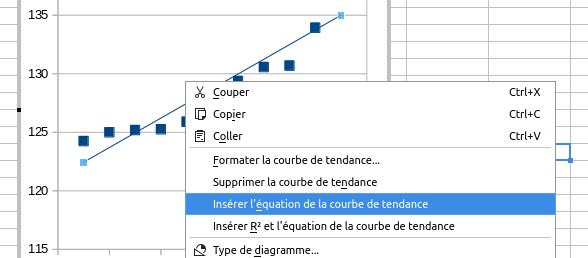 135
130
125
120
115
Couper Ctrl+X
Copier Ctrl+C
Coller Ctrl+V
Formater la courbe de tendance...
Supprimer la courbe de tendance
Insérer l'équation de la courbe de tendance
Insérer R² et l'équation de la courbe de tendance
Type de diagramme...